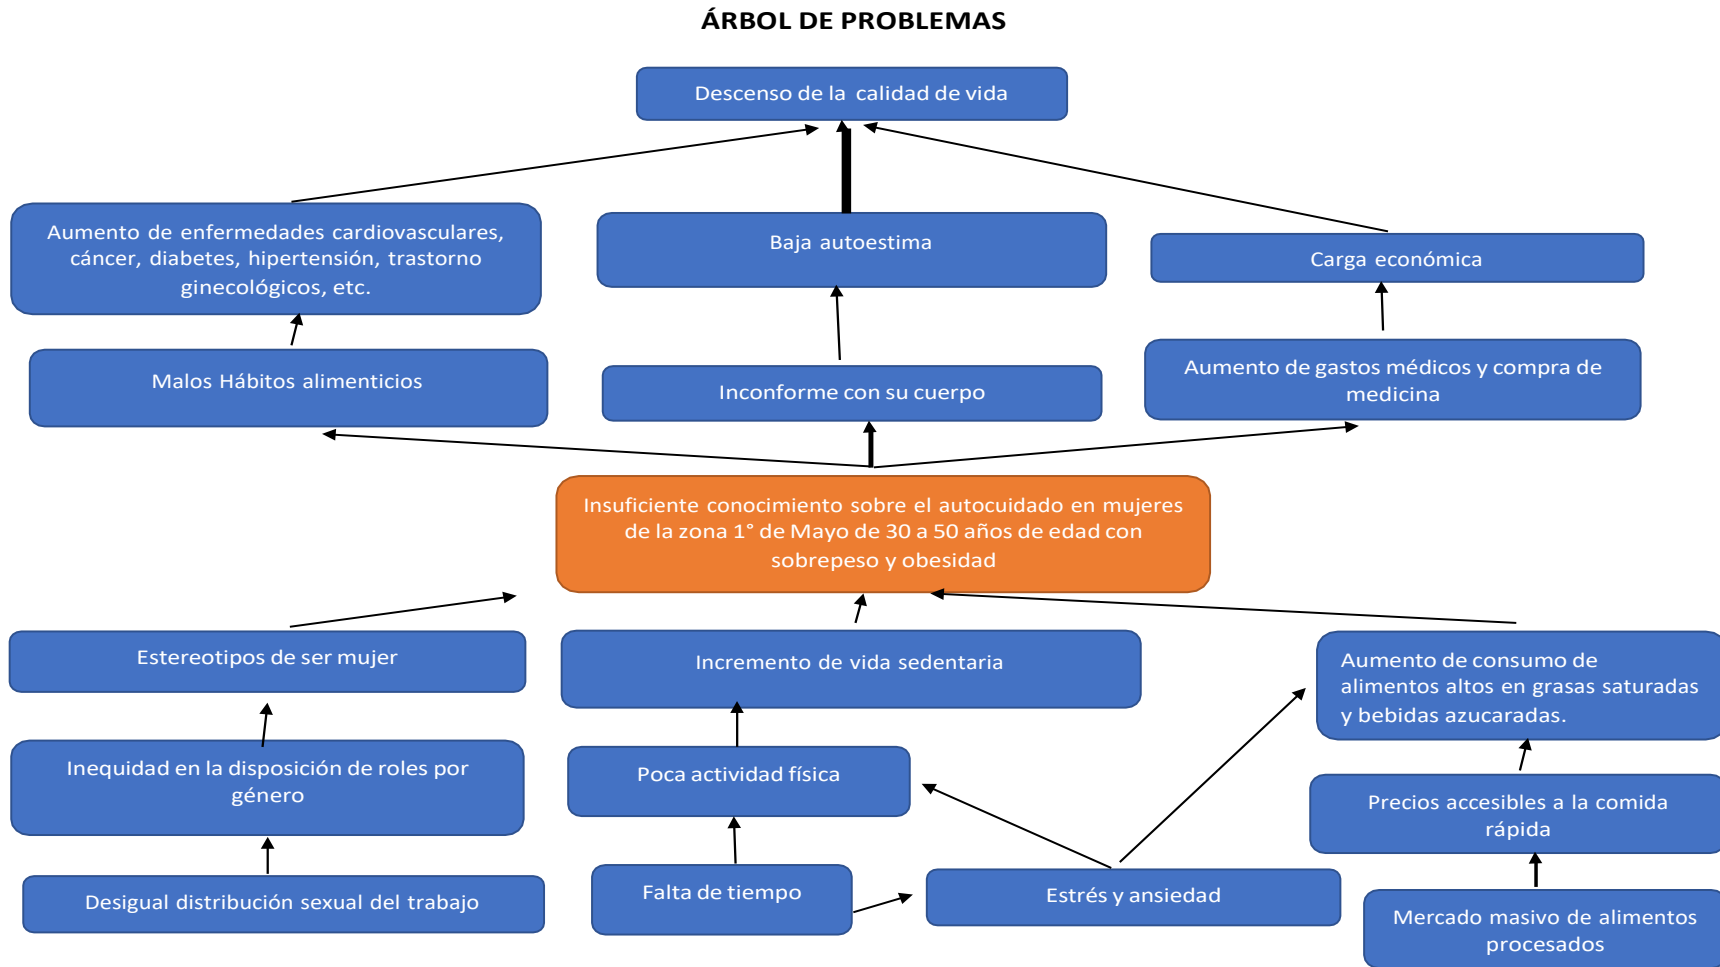 ÁRBOL DE PROBLEMAS
Descenso de la calidad de vida
Aumento de enfermedades cardiovasculares,
cáncer, diabetes, hipertensión, trastorno
ginecológicos, etc.
Baja autoestima
Carga económica
Malos Hábitos alimenticios
Inconforme con su cuerpo
Aumento de gastos médicos y compra de
medicina
Insuficiente conocimiento sobre el autocuidado en mujeres
de la zona 1° de Mayo de 30 a 50 años de edad con
sobrepeso y obesidad
Estereotipos de ser mujer
Incremento de vida sedentaria
Aumento de consumo de
alimentos altos en grasas saturadas
y bebidas azucaradas.
Inequidad en la disposición de roles por
género
Poca actividad física
Precios accesibles a la comida
rápida
Desigual distribución sexual del trabajo
Falta de tiempo
Estrés y ansiedad
Mercado masivo de alimentos
procesados